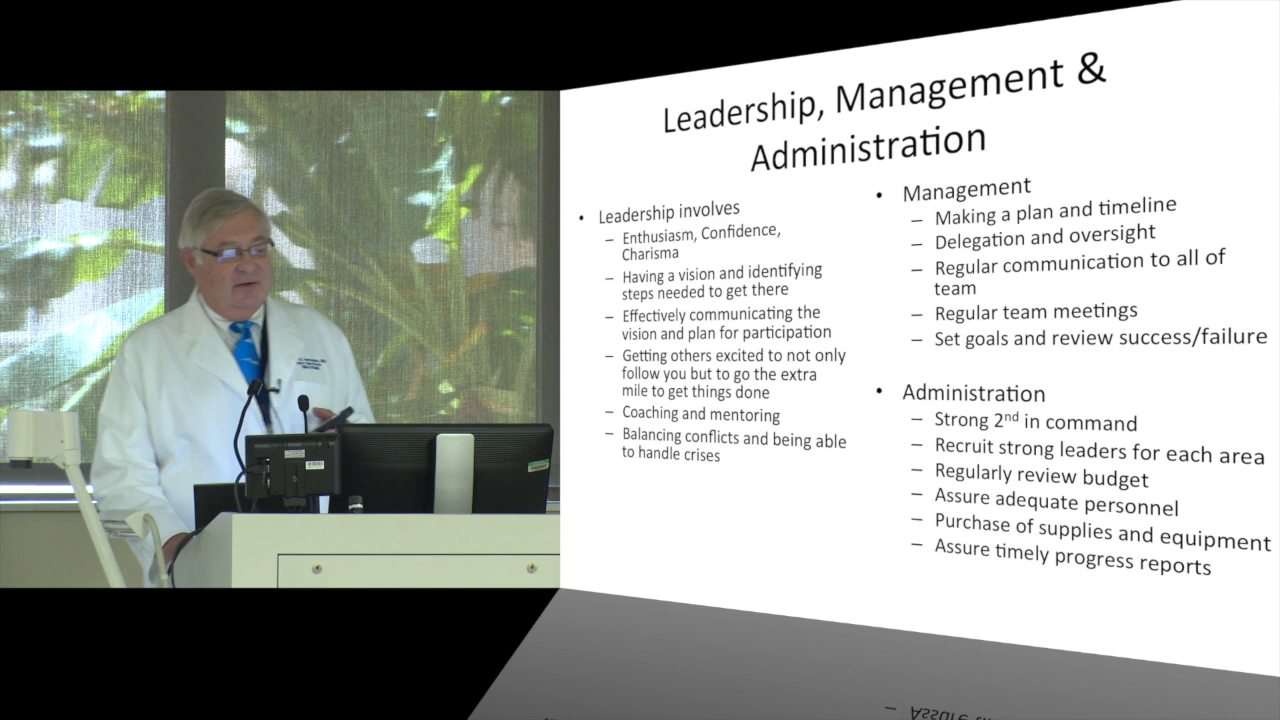 Leadership, Management &
Administration
• Leadership involves
– Enthusiasm, Confidence,
Charisma
– Having a vision and identifying
steps needed to get there
– Effectively communicating the
vision and plan for participation
– Getting others excited to not only
follow you but to go the extra
mile to get things done
– Coaching and mentoring
– Balancing conflicts and being able
to handle crises
• Management
– Making a plan and timeline
– Delegation and oversight
– Regular communication to all of
team
– Regular team meetings
– Set goals and review success/failure
• Administration
– Strong 2nd in command
– Recruit strong leaders for each area
– Regularly review budget
– Assure adequate personnel
– Purchase of supplies and equipment
– Assure timely progress reports